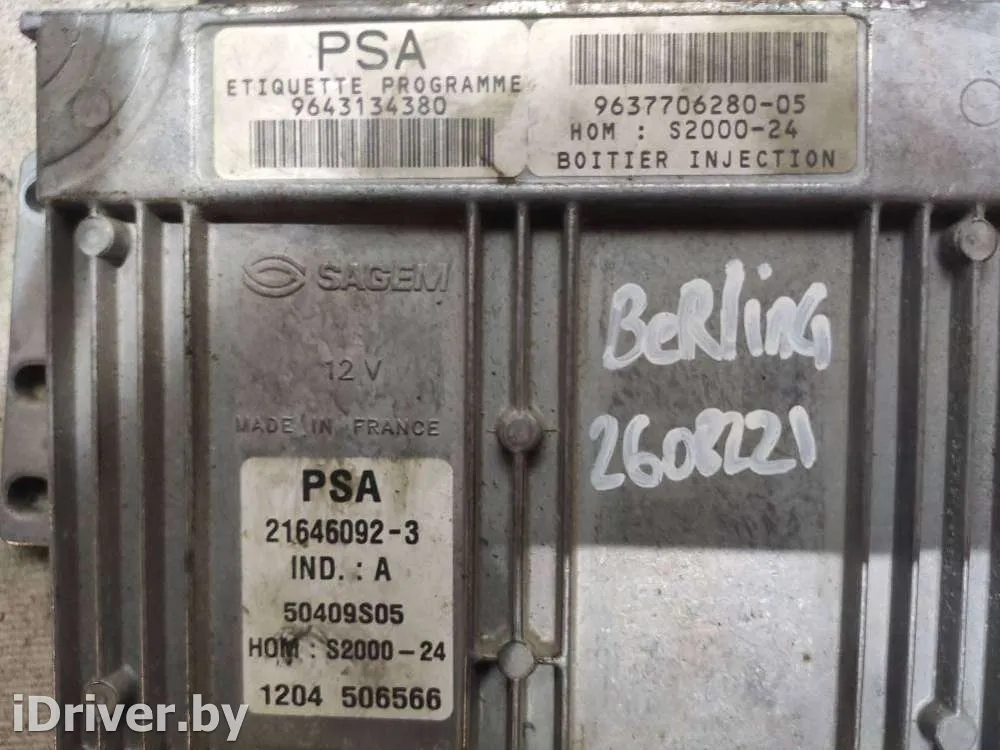 PSA
ETIQUETTE PROGRAMME
9643134380
9637706280-05
HOM : S2000-24
BOITIER INJECTION
SAGEM
12 V
MADE IN FRANCE
BeRlinG
2608221
PSA
21646092-3
IND. : A
50409S05
HOM : S2000-24
1204 506566
iDriver.by